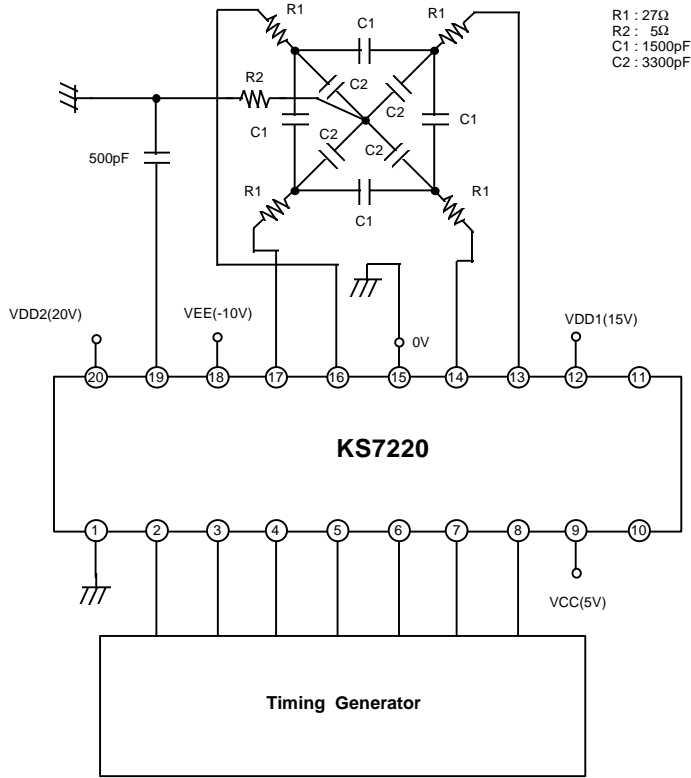 R1
C1
R1
R1 : 27Ω
R2 : 5Ω
C1 : 1500pF
C2 : 3300pF
R2
C2
C2
C1
C2
C2
C1
500pF
R1
C1
R1
VDD2(20V)
VEE(-10V)
0V
VDD1(15V)
20 19 18 17 16 15 14 13 12 11
KS7220
1 2 3 4 5 6 7 8 9 10
VCC(5V)
Timing Generator